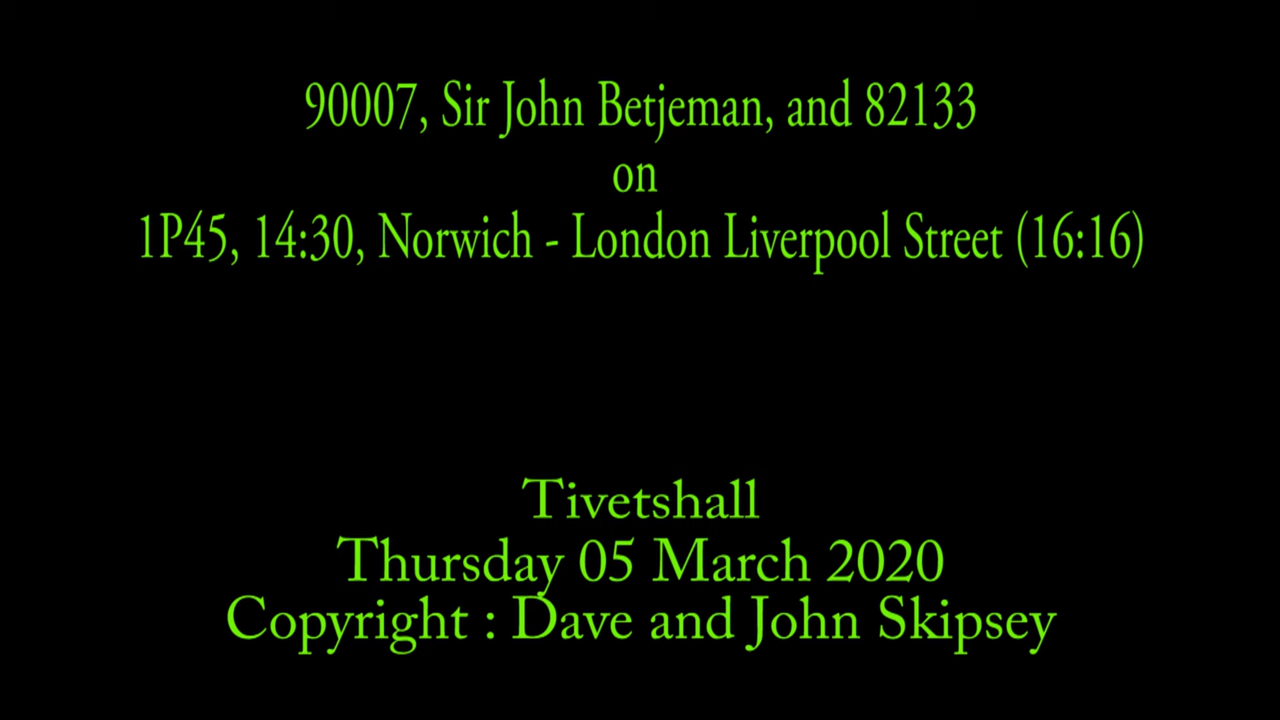 90007, Sir John Betjeman, and 82133
on
1P45, 14:30, Norwich - London Liverpool Street (16:16)
Tivetshall
Thursday 05 March 2020
Copyright : Dave and John Skipsey